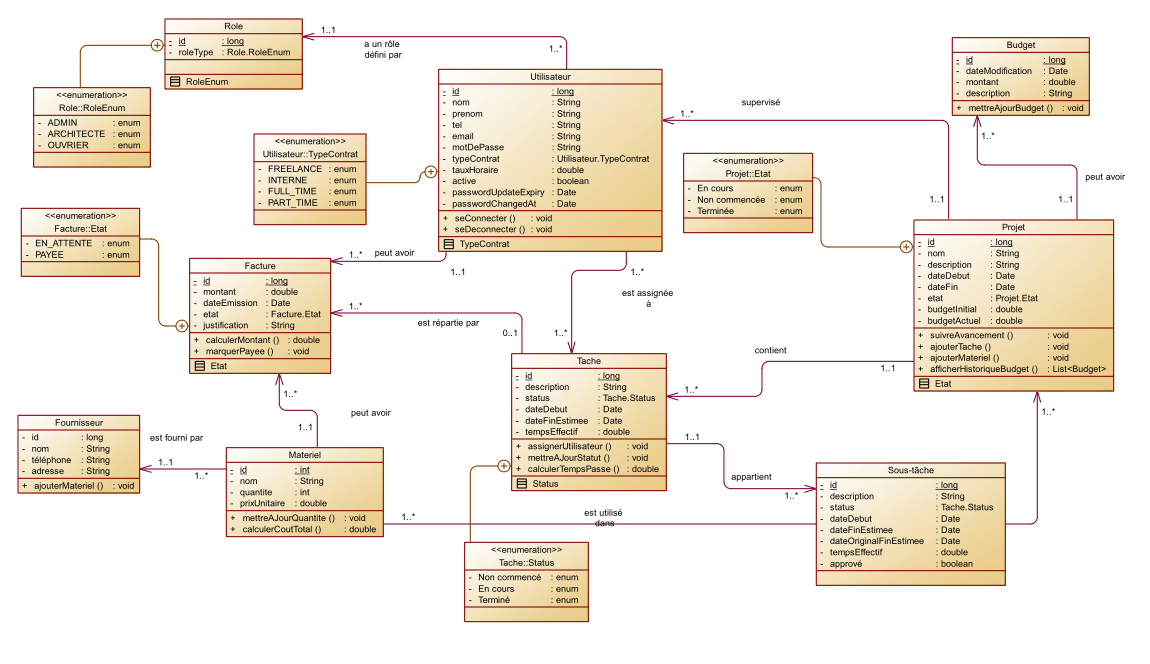 Role
- id : long
- roleType : Role.RoleEnum
RoleEnum
1..1
a un rôle
défini par
1..*
<<enumeration>>
Role::RoleEnum
- ADMIN : enum
- ARCHITECTE : enum
- OUVRIER : enum
Utilisateur
- id : long
- nom : String
- prenom : String
- tel : String
- email : String
- motDePasse : String
- typeContrat : Utilisateur.TypeContrat
- tauxHoraire : double
- active : boolean
- passwordUpdateExpiry : Date
- passwordChangedAt : Date
+ seConnecter () : void
+ seDeconnecter () : void
TypeContrat
<<enumeration>>
Utilisateur::TypeContrat
- FREELANCE : enum
- INTERNE : enum
- FULL_TIME : enum
- PART_TIME : enum
supervisé
1..*
1..1
Budget
- id : long
- dateModification : Date
- montant : double
- description : String
+ mettreAjourBudget () : void
1..*
peut avoir
1..1
<<enumeration>>
Projet::Etat
- En cours : enum
- Non commencée : enum
- Terminée : enum
Projet
- id : long
- nom : String
- description : String
- dateDebut : Date
- dateFin : Date
- etat : Projet.Etat
- budgetInitial : double
- budgetActuel : double
+ suivreAvancement () : void
+ ajouterTache () : void
+ ajouterMateriel () : void
+ afficherHistoriqueBudget () : List<Budget>
Etat
<<enumeration>>
Facture::Etat
- EN_ATTENTE : enum
- PAYEE : enum
Facture
- id : long
- montant : double
- dateEmission : Date
- etat : Facture.Etat
- justification : String
+ calculerMontant () : double
+ marquerPayee () : void
Etat
1..*
peut avoir
1..1
1..*
est assignée
à
1..*
1..*
est répartie par
0..1
contient
1..1
1..*
Tache
- id : long
- description : String
- status : Tache.Status
- dateDebut : Date
- dateFinEstimee : Date
- tempsEffectif : double
+ assignerUtilisateur () : void
+ mettreAJourStatut () : void
+ calculerTempsPasse () : double
Status
1..*
peut avoir
1..1
Fournisseur
- id : long
- nom : String
- téléphone : String
- adresse : String
+ ajouterMateriel () : void
est fourni par
1..1
1..*
Materiel
- id : int
- nom : String
- quantite : int
- prixUnitaire : double
+ mettreAJourQuantite () : void
+ calculerCoutTotal () : double
1..*
est utilisé
dans
1..*
1..1
appartient
1..*
Sous-tâche
- id : long
- description : String
- status : Tache.Status
- dateDebut : Date
- dateFinEstimee : Date
- dateOriginalFinEstimee : Date
- tempsEffectif : double
- apprové : boolean
<<enumeration>>
Tache::Status
- Non commencé : enum
- En cours : enum
- Terminé : enum